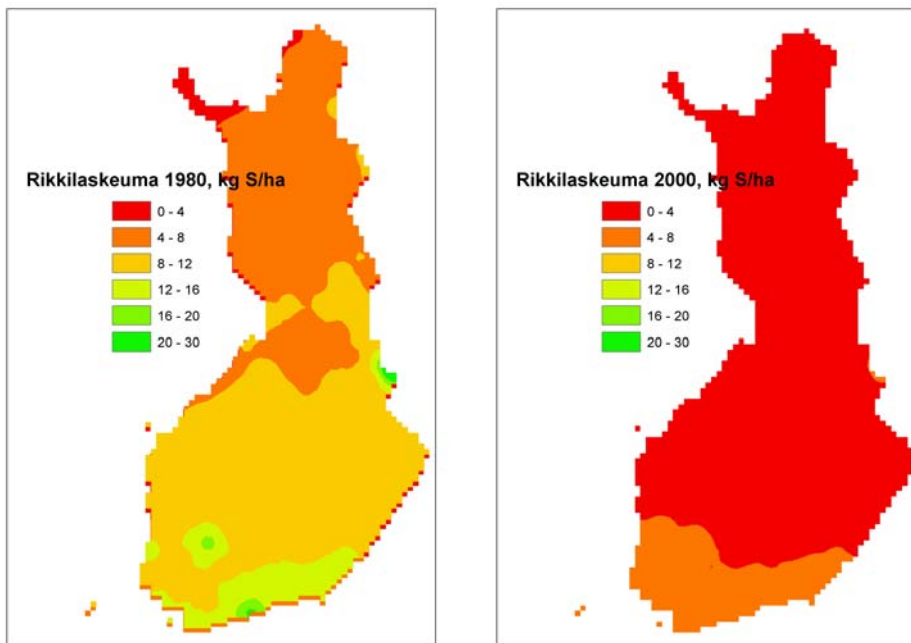 Rikkilaskeuma 1980, kg S/ha
0 - 4
4 - 8
8 - 12
12 - 16
16 - 20
20 - 30
Rikkilaskeuma 2000, kg S/ha
0 - 4
4 - 8
8 - 12
12 - 16
16 - 20
20 - 30